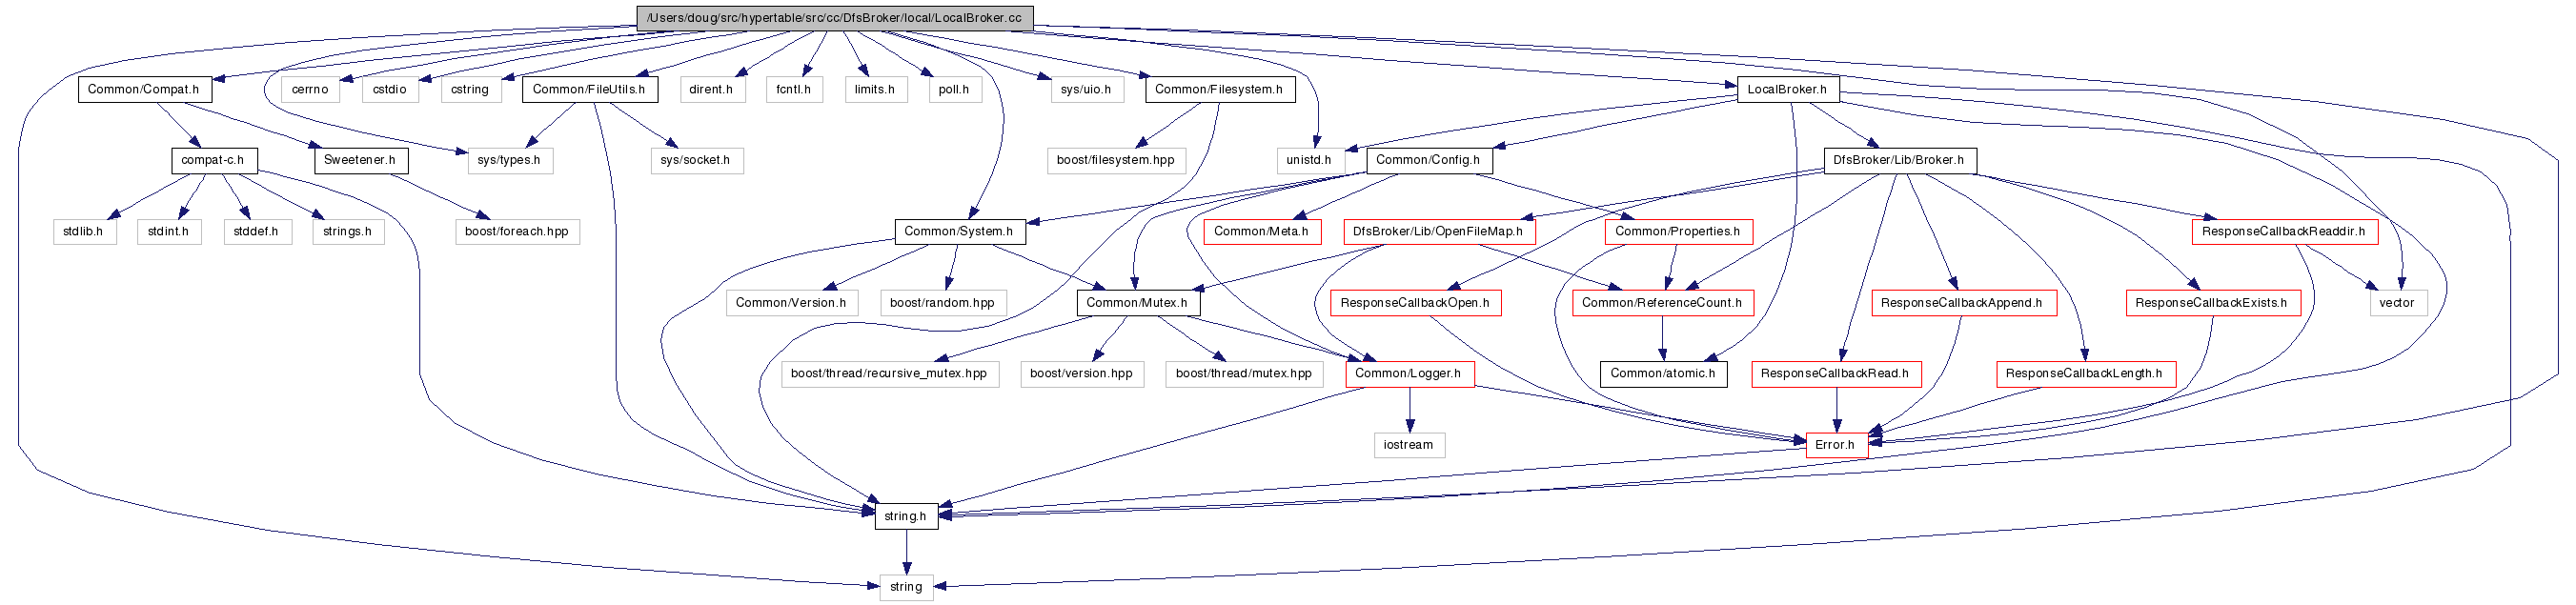 /Users/doug/src/hypertable/src/cc/DfsBroker/local/LocalBroker.cc
Common/Compat.h
cerrno
cstdio
cstring
Common/FileUtils.h
dirent.h
fcntl.h
limits.h
poll.h
sys/uio.h
Common/Filesystem.h
LocalBroker.h
compat-c.h
Sweetener.h
sys/types.h
sys/socket.h
boost/filesystem.hpp
unistd.h
Common/Config.h
DfsBroker/Lib/Broker.h
stdlib.h
stdint.h
stddef.h
strings.h
boost/foreach.hpp
Common/System.h
Common/Meta.h
DfsBroker/Lib/OpenFileMap.h
Common/Properties.h
ResponseCallbackReaddir.h
Common/Version.h
boost/random.hpp
Common/Mutex.h
ResponseCallbackOpen.h
Common/ReferenceCount.h
ResponseCallbackAppend.h
ResponseCallbackExists.h
vector
boost/thread/recursive_mutex.hpp
boost/version.hpp
boost/thread/mutex.hpp
Common/Logger.h
Common/atomic.h
ResponseCallbackRead.h
ResponseCallbackLength.h
iostream
Error.h
string.h
string